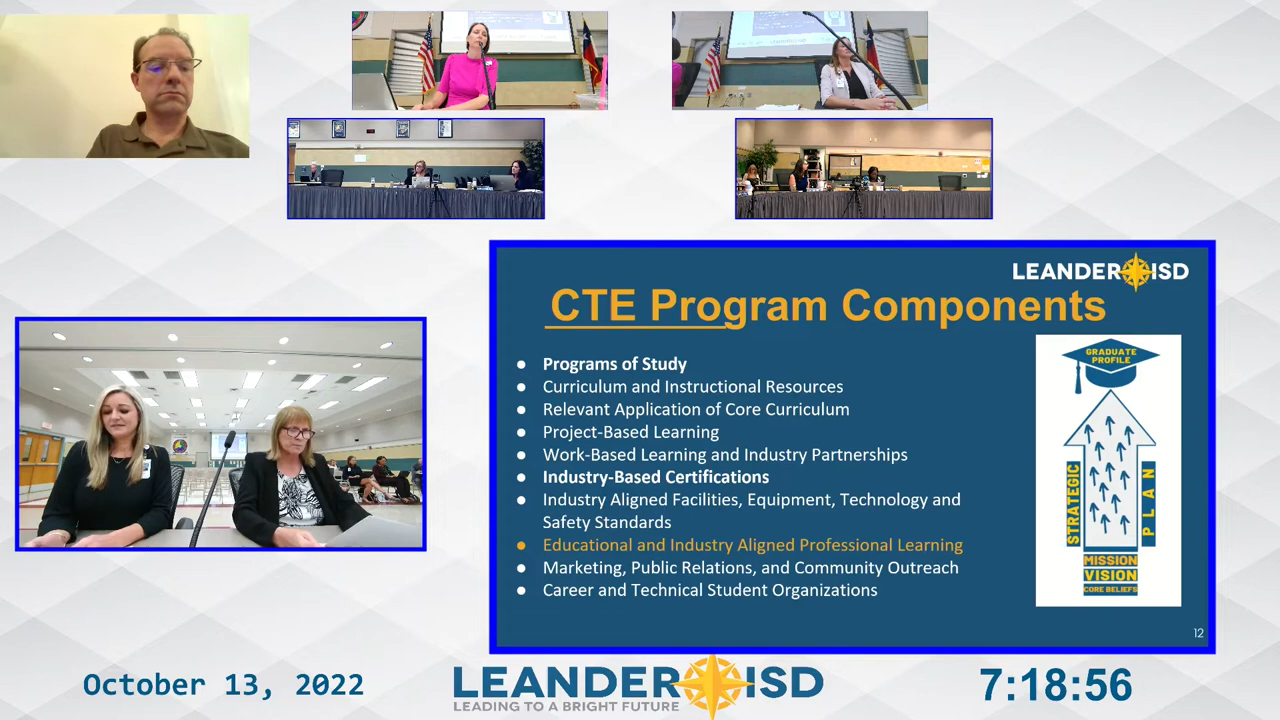 LEANDER ISD
CTE Program Components
● Programs of Study
● Curriculum and Instructional Resources
● Relevant Application of Core Curriculum
● Project-Based Learning
● Work-Based Learning and Industry Partnerships
● Industry-Based Certifications
● Industry Aligned Facilities, Equipment, Technology and
Safety Standards
● Educational and Industry Aligned Professional Learning
● Marketing, Public Relations, and Community Outreach
● Career and Technical Student Organizations
GRADUATE
PROFILE
STRATEGIC
PLAN
MISSION
VISION
CORE BELIEFS
12
October 13, 2022
LEANDER ISD
LEADING TO A BRIGHT FUTURE
7:18:56